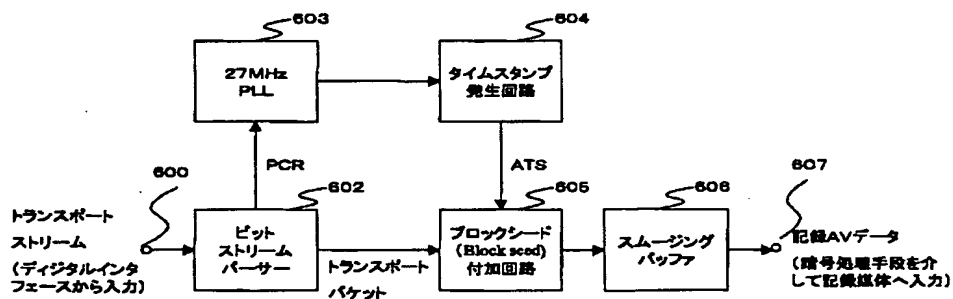 603
604
27MHz
PLL
タイムスタンプ
発生回路
PCR
ATS
600
602
605
606
607
トランスポート
ストリーム
(ディジタルインタ
フェースから入力)
ビット
ストリーム
パーサー
トランスポート
パケット
ブロックシード
(Block seed)
付加回路
スムージング
バッファ
記録AVデータ
(暗号処理手段を介
して記録媒体へ入力)